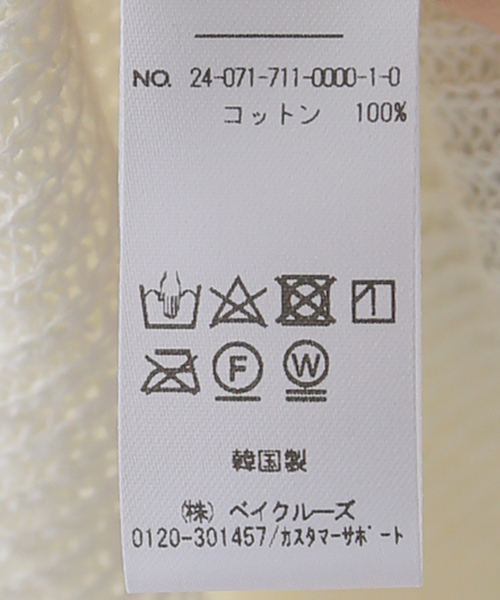 NO. 24-071-711-0000-1-0
コットン 100%
F W
韓国製
(株) ベイクルーズ
0120-301457/カスタマーサポート